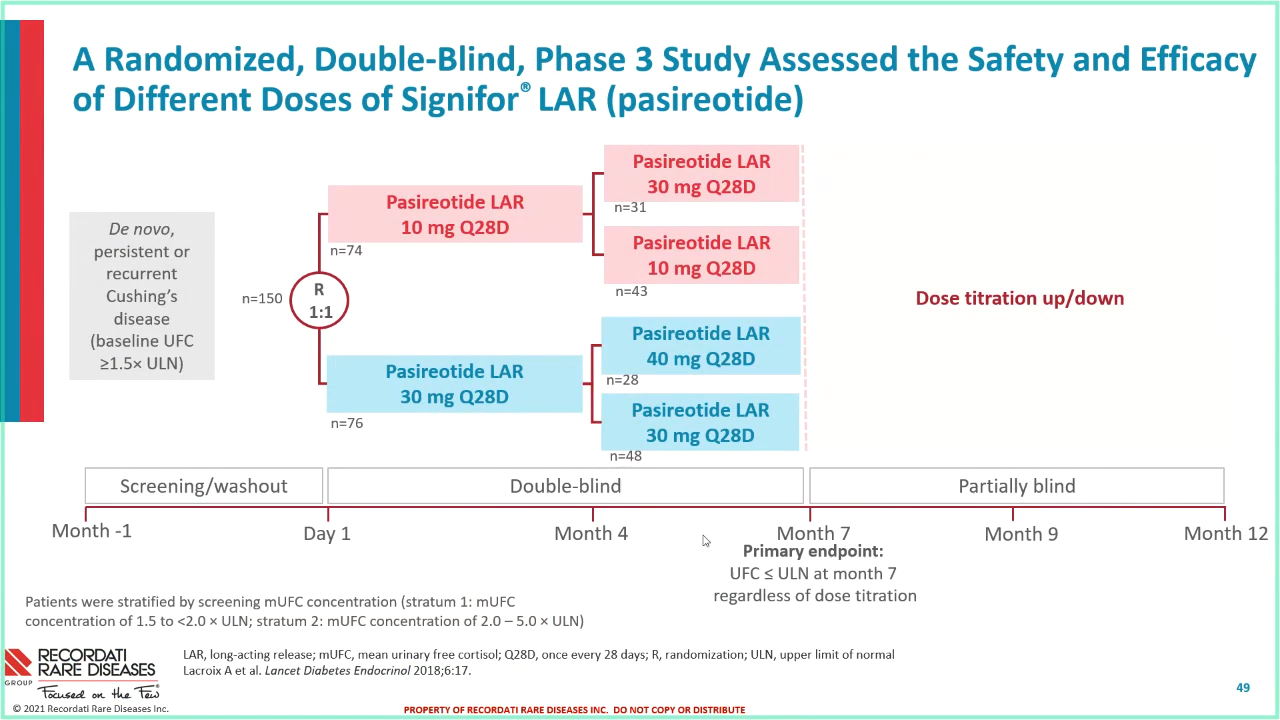 A Randomized, Double-Blind, Phase 3 Study Assessed the Safety and Efficacy
of Different Doses of Signifor® LAR (pasireotide)
De novo,
persistent or
recurrent
Cushing's
disease
(baseline UFC
≥1.5× ULN)
n=150
R
1:1
Pasireotide LAR
10 mg Q28D
n=74
Pasireotide LAR
30 mg Q28D
n=76
Pasireotide LAR
30 mg Q28D
n=31
Pasireotide LAR
10 mg Q28D
n=43
Pasireotide LAR
40 mg Q28D
n=28
Pasireotide LAR
30 mg Q28D
n=48
Dose titration up/down
Screening/washout
Double-blind
Partially blind
Month -1
Day 1
Month 4
Month 7
Month 9
Month 12
Primary endpoint:
UFC ≤ ULN at month 7
regardless of dose titration
Patients were stratified by screening mUFC concentration (stratum 1: mUFC
concentration of 1.5 to <2.0 × ULN; stratum 2: mUFC concentration of 2.0 – 5.0 × ULN)
RECORDATI
RARE DISEASES
GROUP
Focused on the Few®
LAR, long-acting release; mUFC, mean urinary free cortisol; Q28D, once every 28 days; R, randomization; ULN, upper limit of normal
Lacroix A et al. Lancet Diabetes Endocrinol 2018;6:17.
49
© 2021 Recordati Rare Diseases Inc.
PROPERTY OF RECORDATI RARE DISEASES INC. DO NOT COPY OR DISTRIBUTE